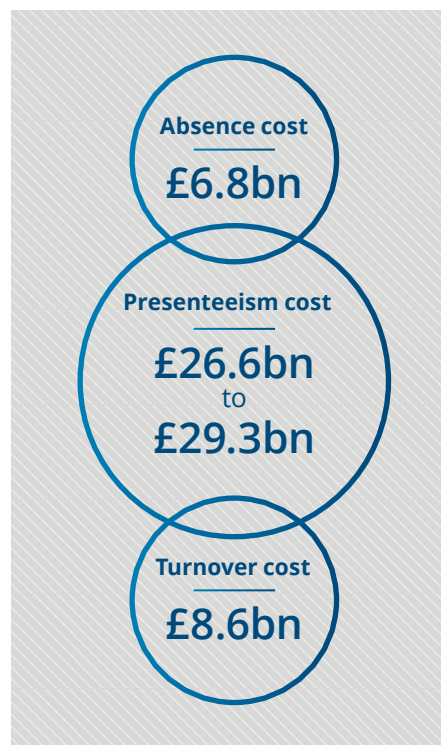 Absence cost
£6.8bn
Presenteeism cost
£26.6bn
to
£29.3bn
Turnover cost
£8.6bn